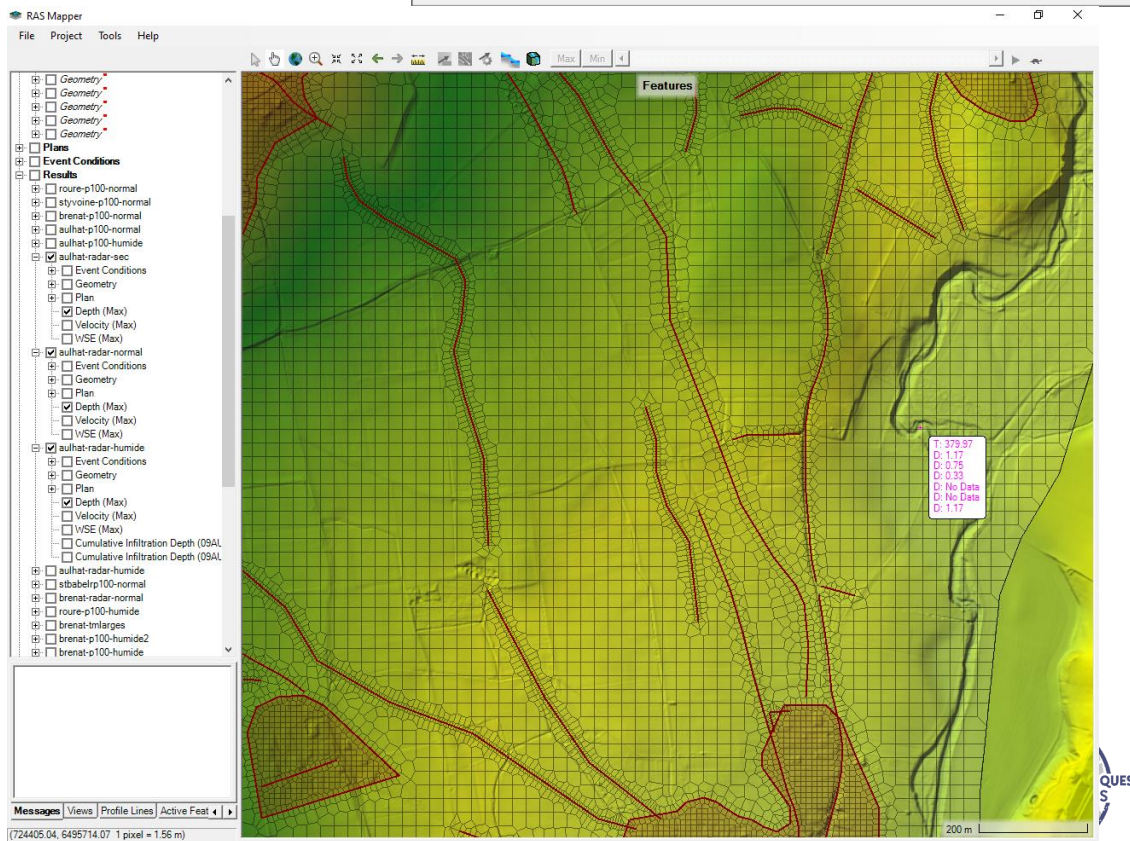 RAS Mapper
File Project Tools Help
Max Min
Geometry
Geometry
Geometry
Geometry
Geometry
Plans
Event Conditions
Results
roure-p100-normal
styvoine-p100-normal
brenat-p100-normal
aulhat-p100-normal
aulhat-p100-humide
aulhat-radar-sec
Event Conditions
Geometry
Plan
Depth (Max)
Velocity (Max)
WSE (Max)
aulhat-radar-normal
Event Conditions
Geometry
Plan
Depth (Max)
Velocity (Max)
WSE (Max)
aulhat-radar-humide
Event Conditions
Geometry
Plan
Depth (Max)
Velocity (Max)
WSE (Max)
Cumulative Infiltration Depth (09AU
Cumulative Infiltration Depth (09AU
aulhat-radar-humide
stbabelrp100-normal
brenat-radar-normal
roure-p100-humide
brenat-tmlarges
brenat-p100-humide2
brenat-p100-humide
Features
T: 379.97
D: 1.17
D: 0.75
D: 0.33
D: No Data
D: No Data
D: 1.17
200 m
QUES
S
Messages Views Profile Lines Active Feat
(724405.04, 6495714.07 1 pixel = 1.56 m)